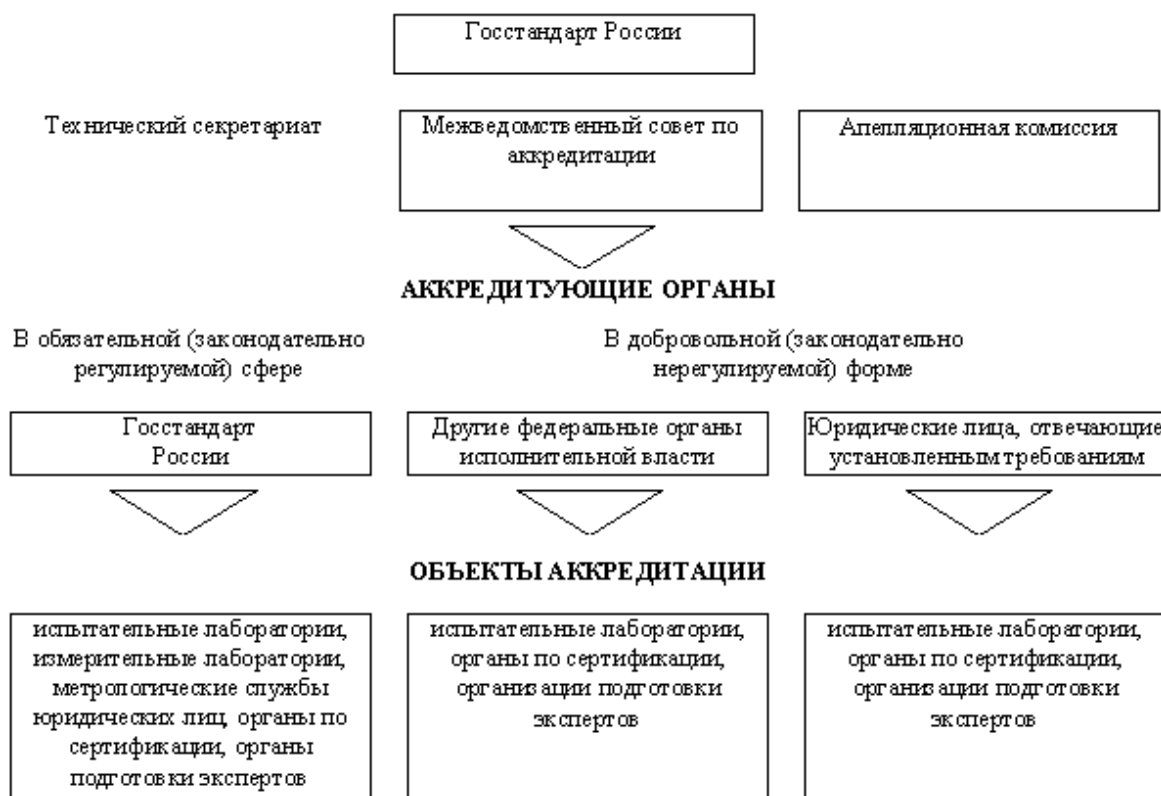 Госстандарт России
Технический секретариат
Межведомственный совет по
аккредитации
Апелляционная комиссия
АККРЕДИТУЮЩИЕ ОРГАНЫ
В обязательной (законодательно
регулируемой) сфере
В добровольной (законодательно
нерегулируемой) форме
Госстандарт
России
Другие федеральные органы
исполнительной власти
Юридические лица, отвечающие
установленным требованиям
ОБЪЕКТЫ АККРЕДИТАЦИИ
испытательные лаборатории,
измерительные лаборатории,
метрологические службы
юридических лиц, органы по
сертификации, органы
подготовки экспертов
испытательные лаборатории,
органы по сертификации,
организации подготовки
экспертов
испытательные лаборатории,
органы по сертификации,
организации подготовки
экспертов